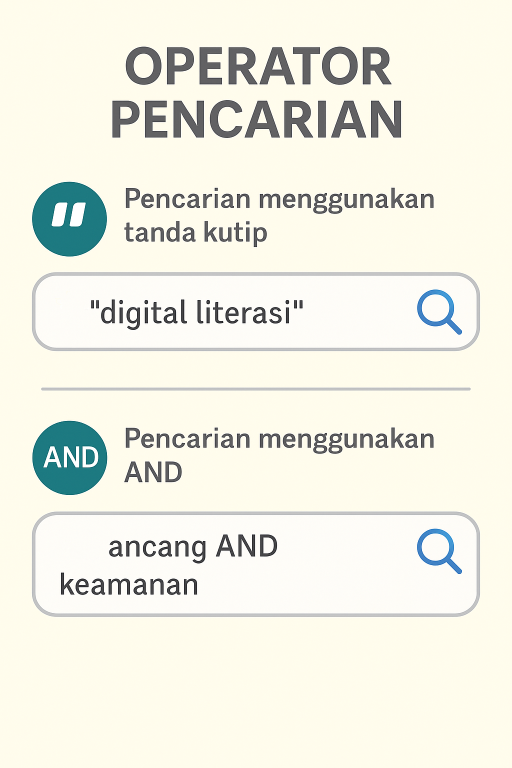 OPERATOR
PENCARIAN
"
Pencarian menggunakan
tanda kutip
"digital literasi"
AND
Pencarian menggunakan
AND
ancang AND
keamanan